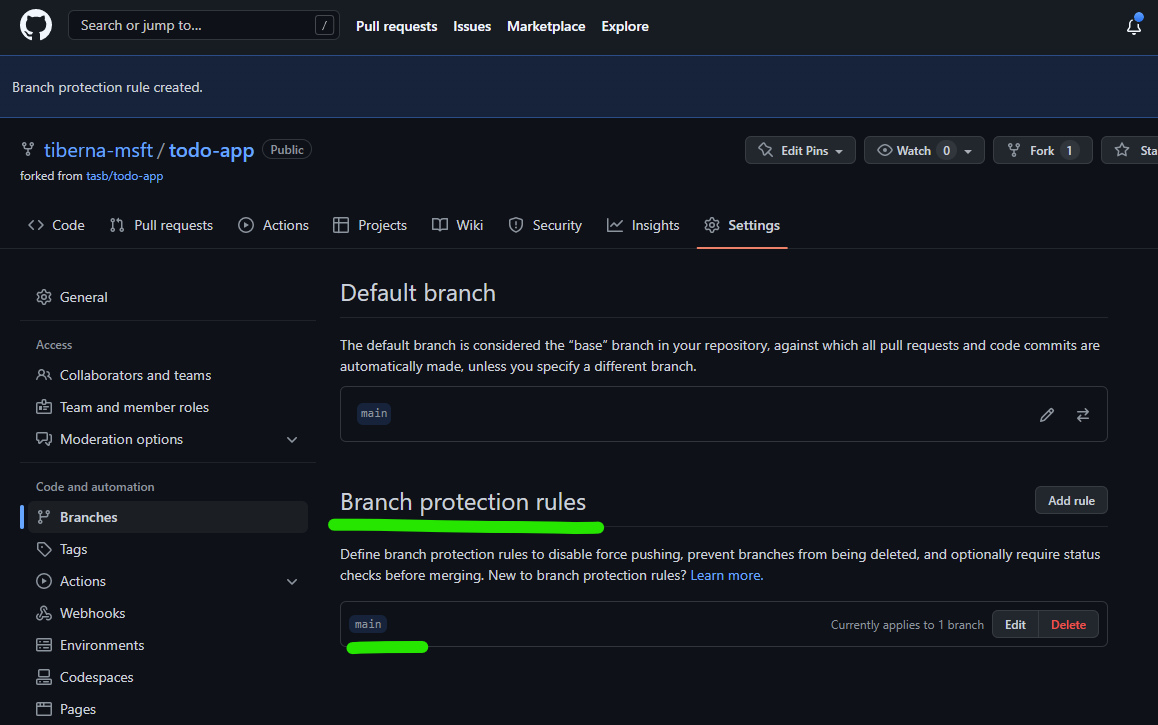 Search or jump to... /
Pull requests Issues Marketplace Explore
Branch protection rule created.
tiberna-msft / todo-app Public
Edit Pins Watch 0 Fork 1 Sta
forked from tasb/todo-app
Code Pull requests Actions Projects Wiki Security Insights Settings
General
Access
Collaborators and teams
Team and member roles
Moderation options
Code and automation
Branches
Tags
Actions
Webhooks
Environments
Codespaces
Pages
Default branch
The default branch is considered the “base” branch in your repository, against which all pull requests and code commits are
automatically made, unless you specify a different branch.
main
Branch protection rules Add rule
Define branch protection rules to disable force pushing, prevent branches from being deleted, and optionally require status
checks before merging. New to branch protection rules? Learn more.
main Currently applies to 1 branch Edit Delete